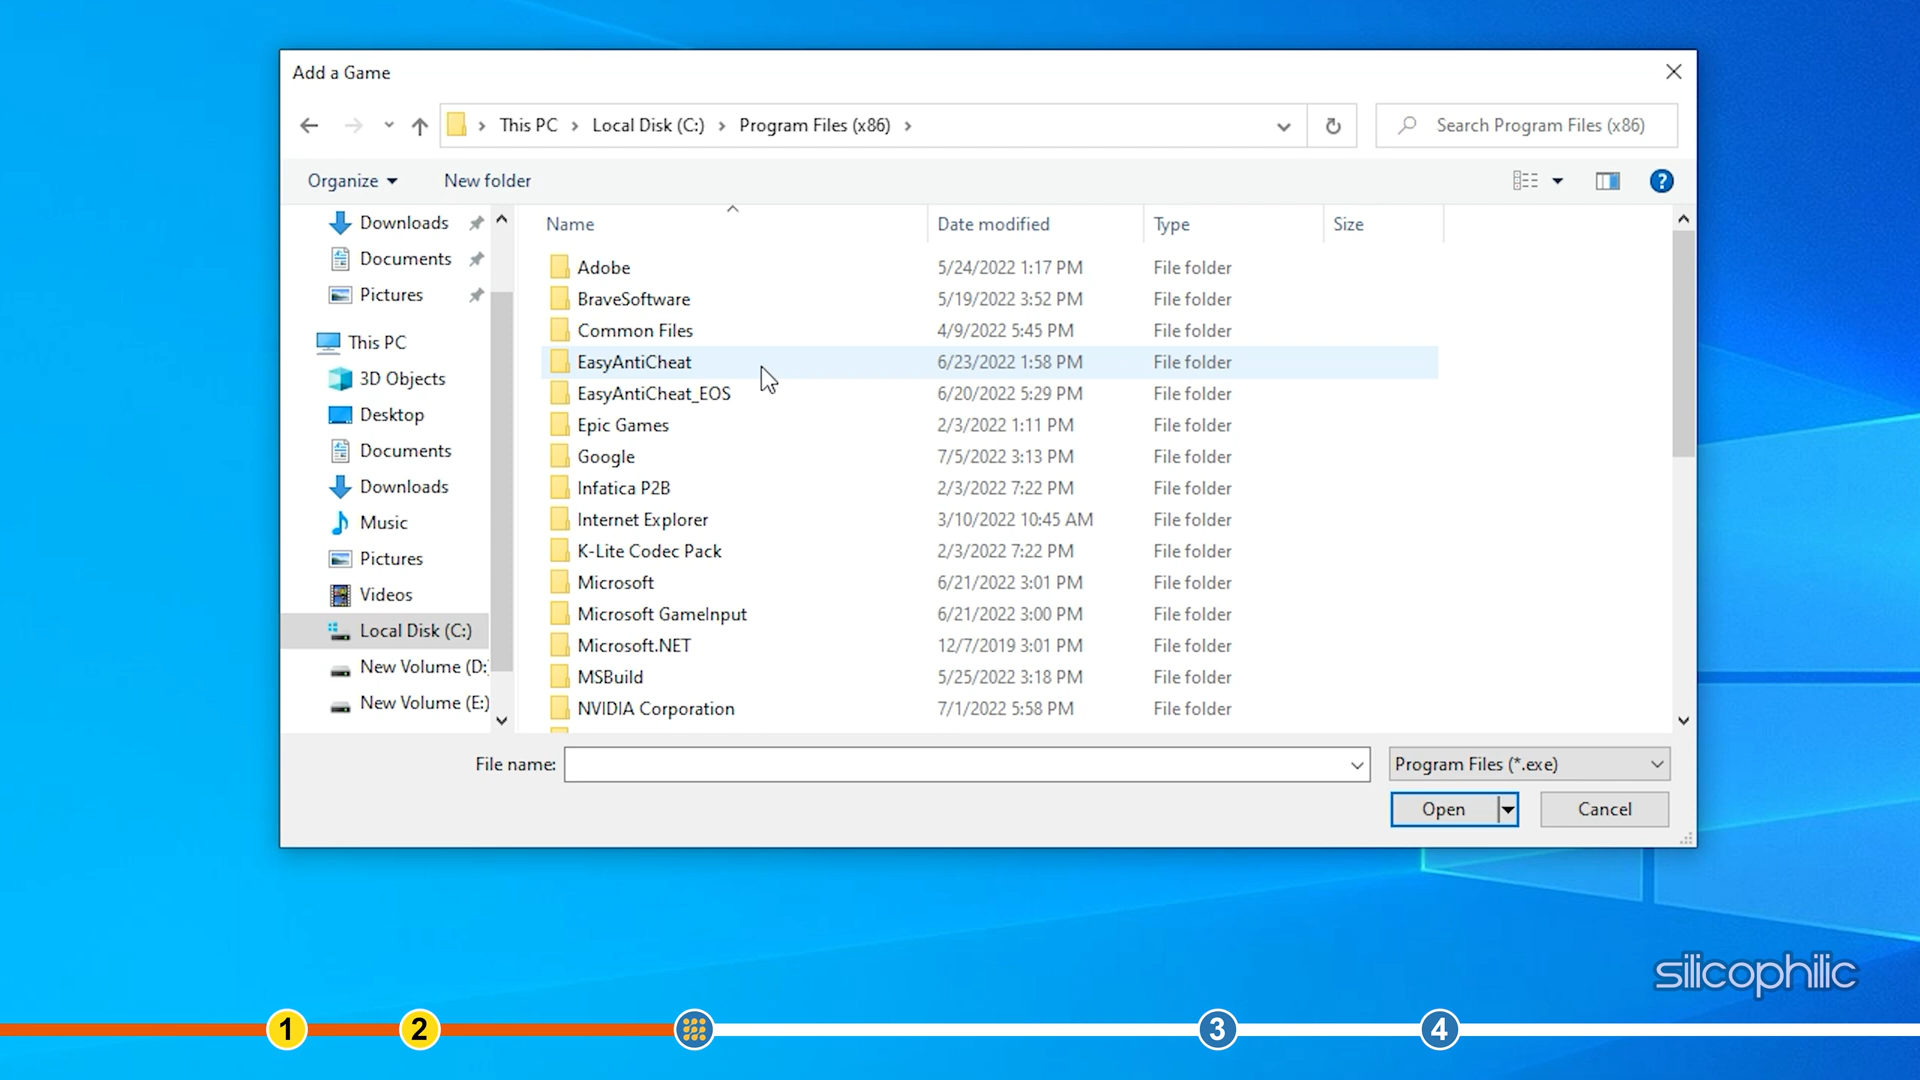 Add a Game
This PC > Local Disk (C:) > Program Files (x86) >
Search Program Files (x86)
Organize
New folder
?
Downloads
Documents
Pictures
This PC
3D Objects
Desktop
Documents
Downloads
Music
Pictures
Videos
Local Disk (C:)
New Volume (D:
New Volume (E:)
Name Date modified Type Size
Adobe 5/24/2022 1:17 PM File folder
BraveSoftware 5/19/2022 3:52 PM File folder
Common Files 4/9/2022 5:45 PM File folder
EasyAntiCheat 6/23/2022 1:58 PM File folder
EasyAntiCheat_EOS 6/20/2022 5:29 PM File folder
Epic Games 2/3/2022 1:11 PM File folder
Google 7/5/2022 3:13 PM File folder
Infatica P2B 2/3/2022 7:22 PM File folder
Internet Explorer 3/10/2022 10:45 AM File folder
K-Lite Codec Pack 2/3/2022 7:22 PM File folder
Microsoft 6/21/2022 3:01 PM File folder
Microsoft GameInput 6/21/2022 3:00 PM File folder
Microsoft.NET 12/7/2019 3:01 PM File folder
MSBuild 5/25/2022 3:18 PM File folder
NVIDIA Corporation 7/1/2022 5:58 PM File folder
File name:
Program Files (*.exe)
Open
Cancel
silicophilic
1 2 3 4